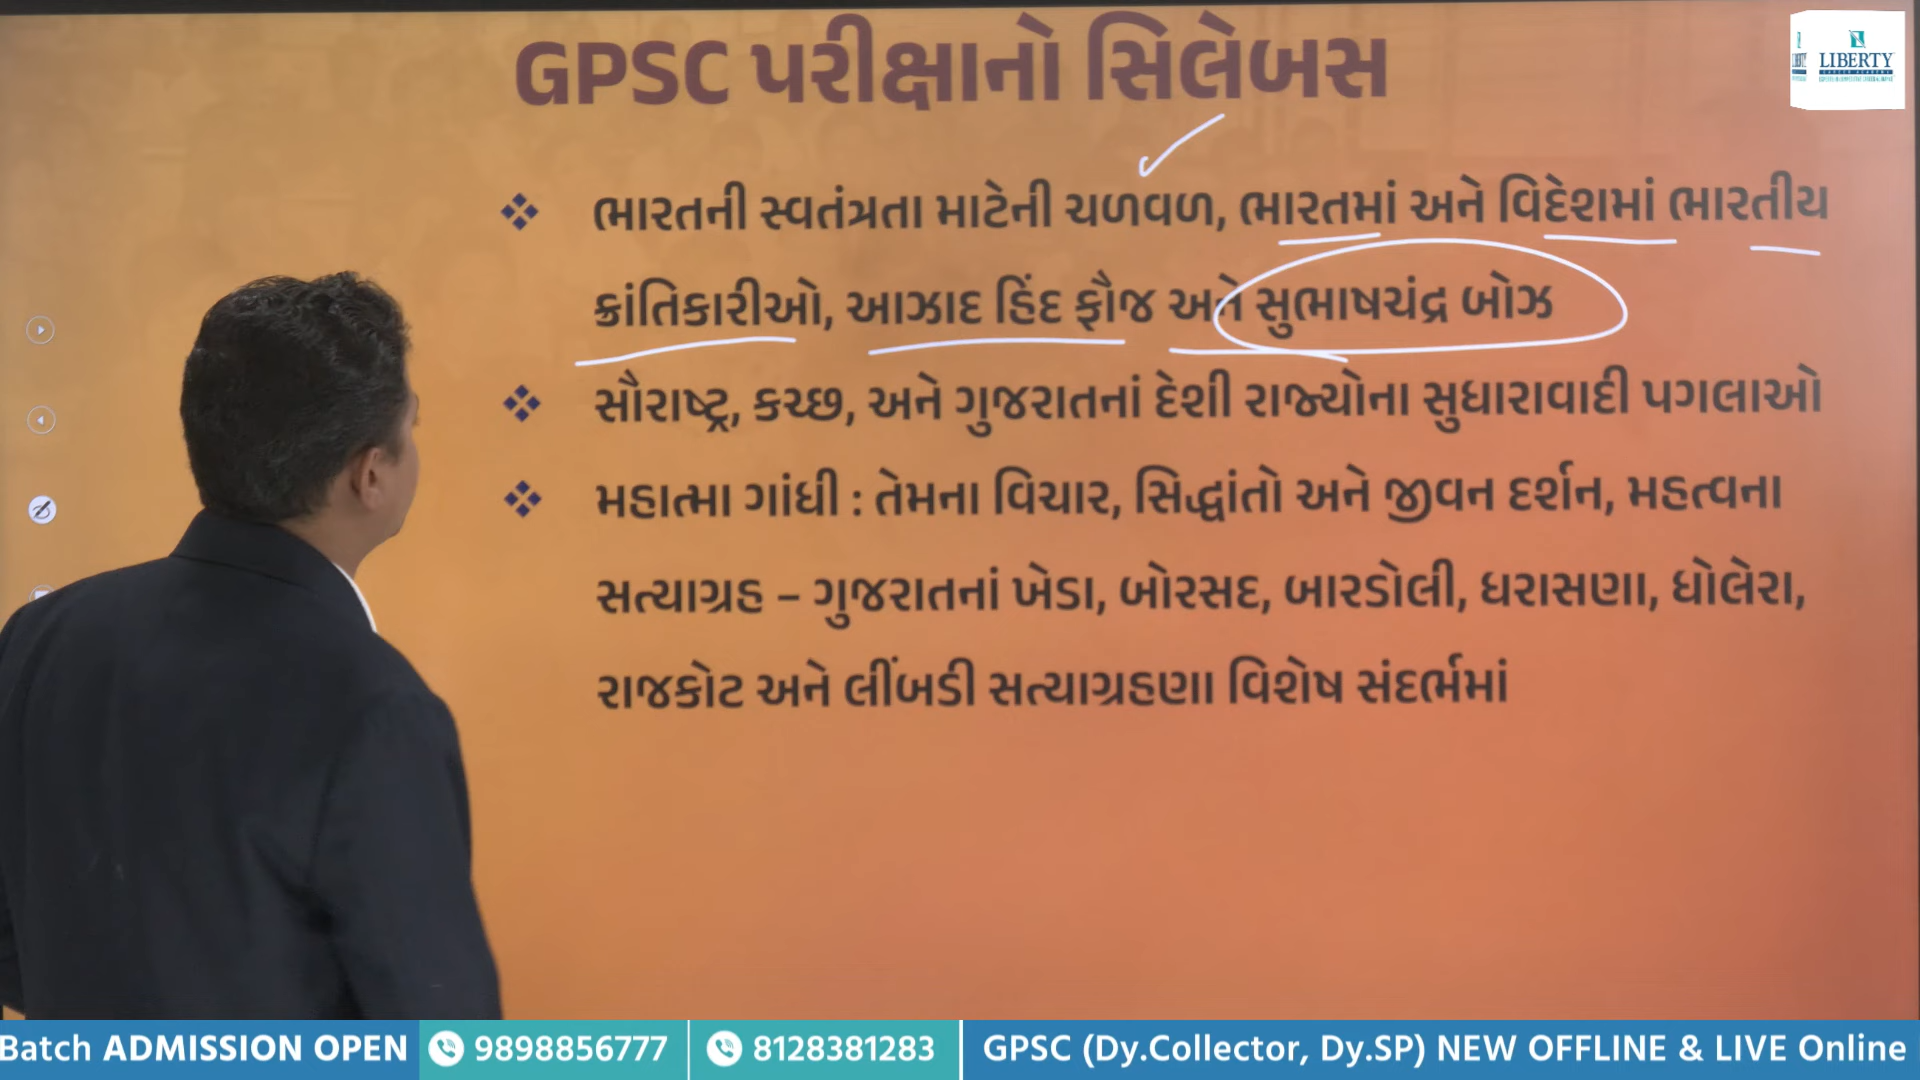 GPSC પરીક્ષાનો સિલેબસ
LIBERTY
ભારતની સ્વતંત્રતા માટેની ચળવળ, ભારતમાં અને વિદેશમાં ભારતીય
ક્રાંતિકારીઓ, આઝાદ હિંદ ફૌજ અને સુભાષચંદ્ર બોઝ
સૌરાષ્ટ્ર, કચ્છ, અને ગુજરાતનાં દેશી રાજ્યોના સુધારાવાદી પગલાઓ
મહાત્મા ગાંધી : તેમના વિચાર, સિદ્ધાંતો અને જીવન દર્શન, મહત્વના
સત્યાગ્રહ – ગુજરાતનાં ખેડા, બોરસદ, બારડોલી, ધરાસણા, ધોલેરા,
રાજકોટ અને લીંબડી સત્યાગ્રહણા વિશેષ સંદર્ભમાં
Batch ADMISSION OPEN 9898856777 8128381283 GPSC (Dy.Collector, Dy.SP) NEW OFFLINE & LIVE Online